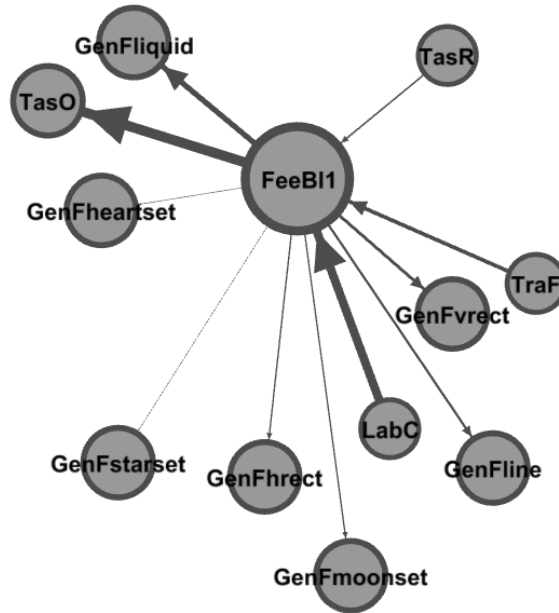 GenFliquid
TasR
TasO
FeeBl1
GenFheartset
TraF
GenFvrect
LabC
GenFstarset
GenFhrect
GenFline
GenFmoonset